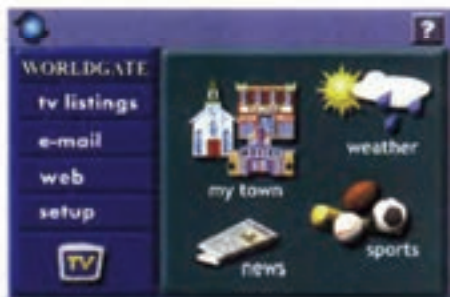 ?
WORLDGATE
tv listings
e-mail
web
setup
TV
my town
weather
news
sports